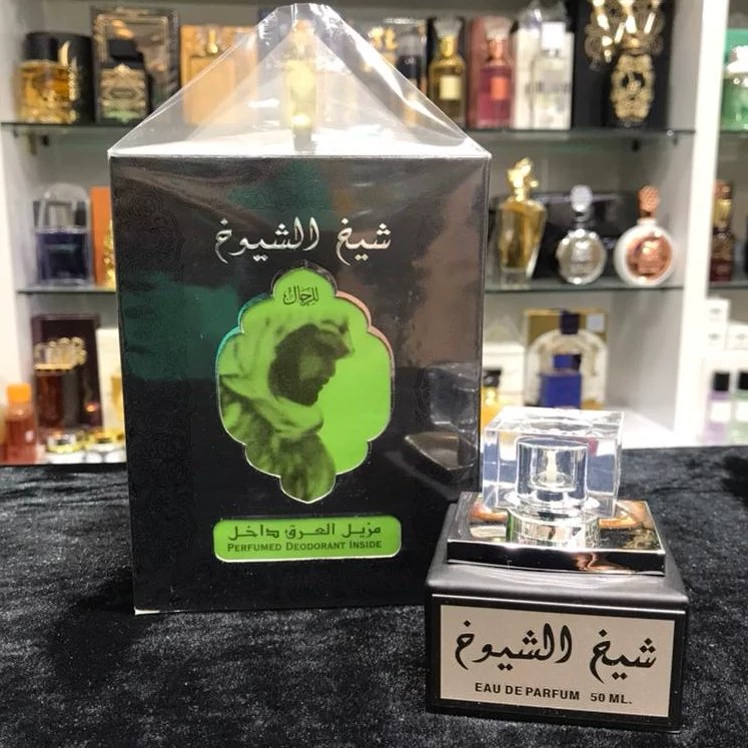 شيخ الشيوخ
للرجال
مزيل العرق داخل
PERFUMED DEODORANT INSIDE
شيخ الشيوخ
EAU DE PARFUM 50 ML.